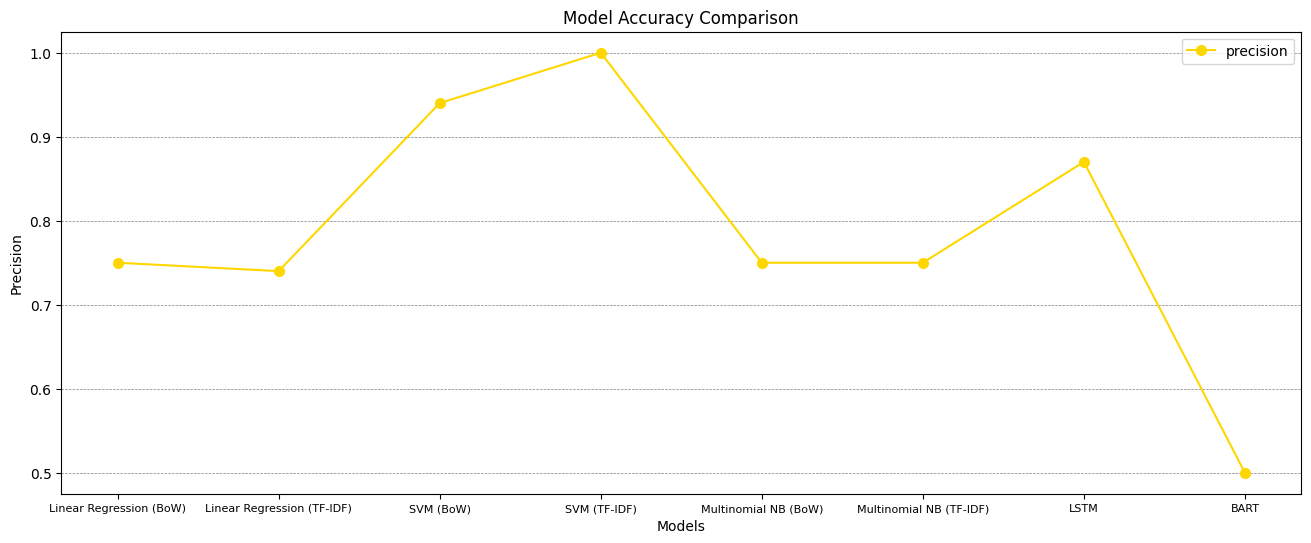 Model Accuracy Comparison
precision
Precision
1.0
0.9
0.8
0.7
0.6
0.5
Linear Regression (BoW) Linear Regression (TF-IDF) SVM (BoW) SVM (TF-IDF) Multinomial NB (BoW) Multinomial NB (TF-IDF) LSTM BART
Models